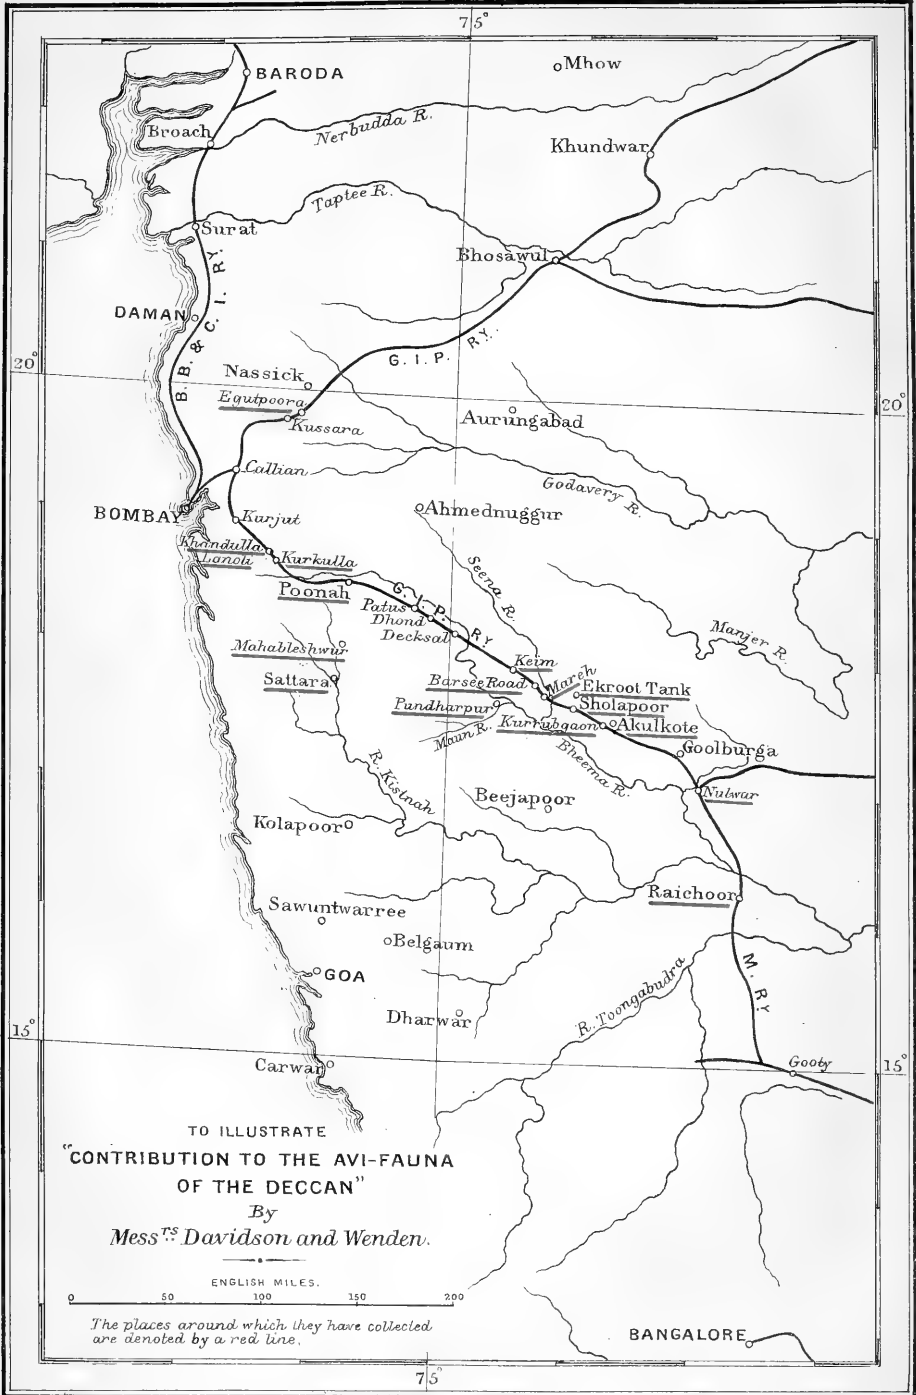 75°
BARODA
Mhow
Broach
Nerbudda R.
Khundwar
Taptee R.
Surat
Bhosawul
DAMAN
B. B. & C. I. RY.
G. I. P. RY.
20°
20°
Nassick
Egutpoora
Kussara
Aurungabad
Callian
Godavery R.
BOMBAY
Kurjut
Ahmednuggur
Khandulla
Lanoli
Kurkulla
Poonah
G. I. P. RY.
Seena R.
Patus
Dhond
Decksal
Manjer R.
Mahableshwur
Keim
Sattara
Barsee Road
Mareh
Ekroot Tank
Pundharpur
Sholapoor
Maun R.
Kurrubgaon
Akulkote
Bheema R.
Goolburga
R. Kistnah
Nulwar
Beejapoor
Kolapoor
Raichoor
Sawuntwarree
Belgaum
GOA
M. RY.
R. Toongabudra
Dharwar
15°
15°
Carwar
Gooty
TO ILLUSTRATE
"CONTRIBUTION TO THE AVI-FAUNA
OF THE DECCAN"
By
Messrs. Davidson and Wenden.
ENGLISH MILES.
0 50 100 150 200
The places around which they have collected
are denoted by a red line.
BANGALORE
75°